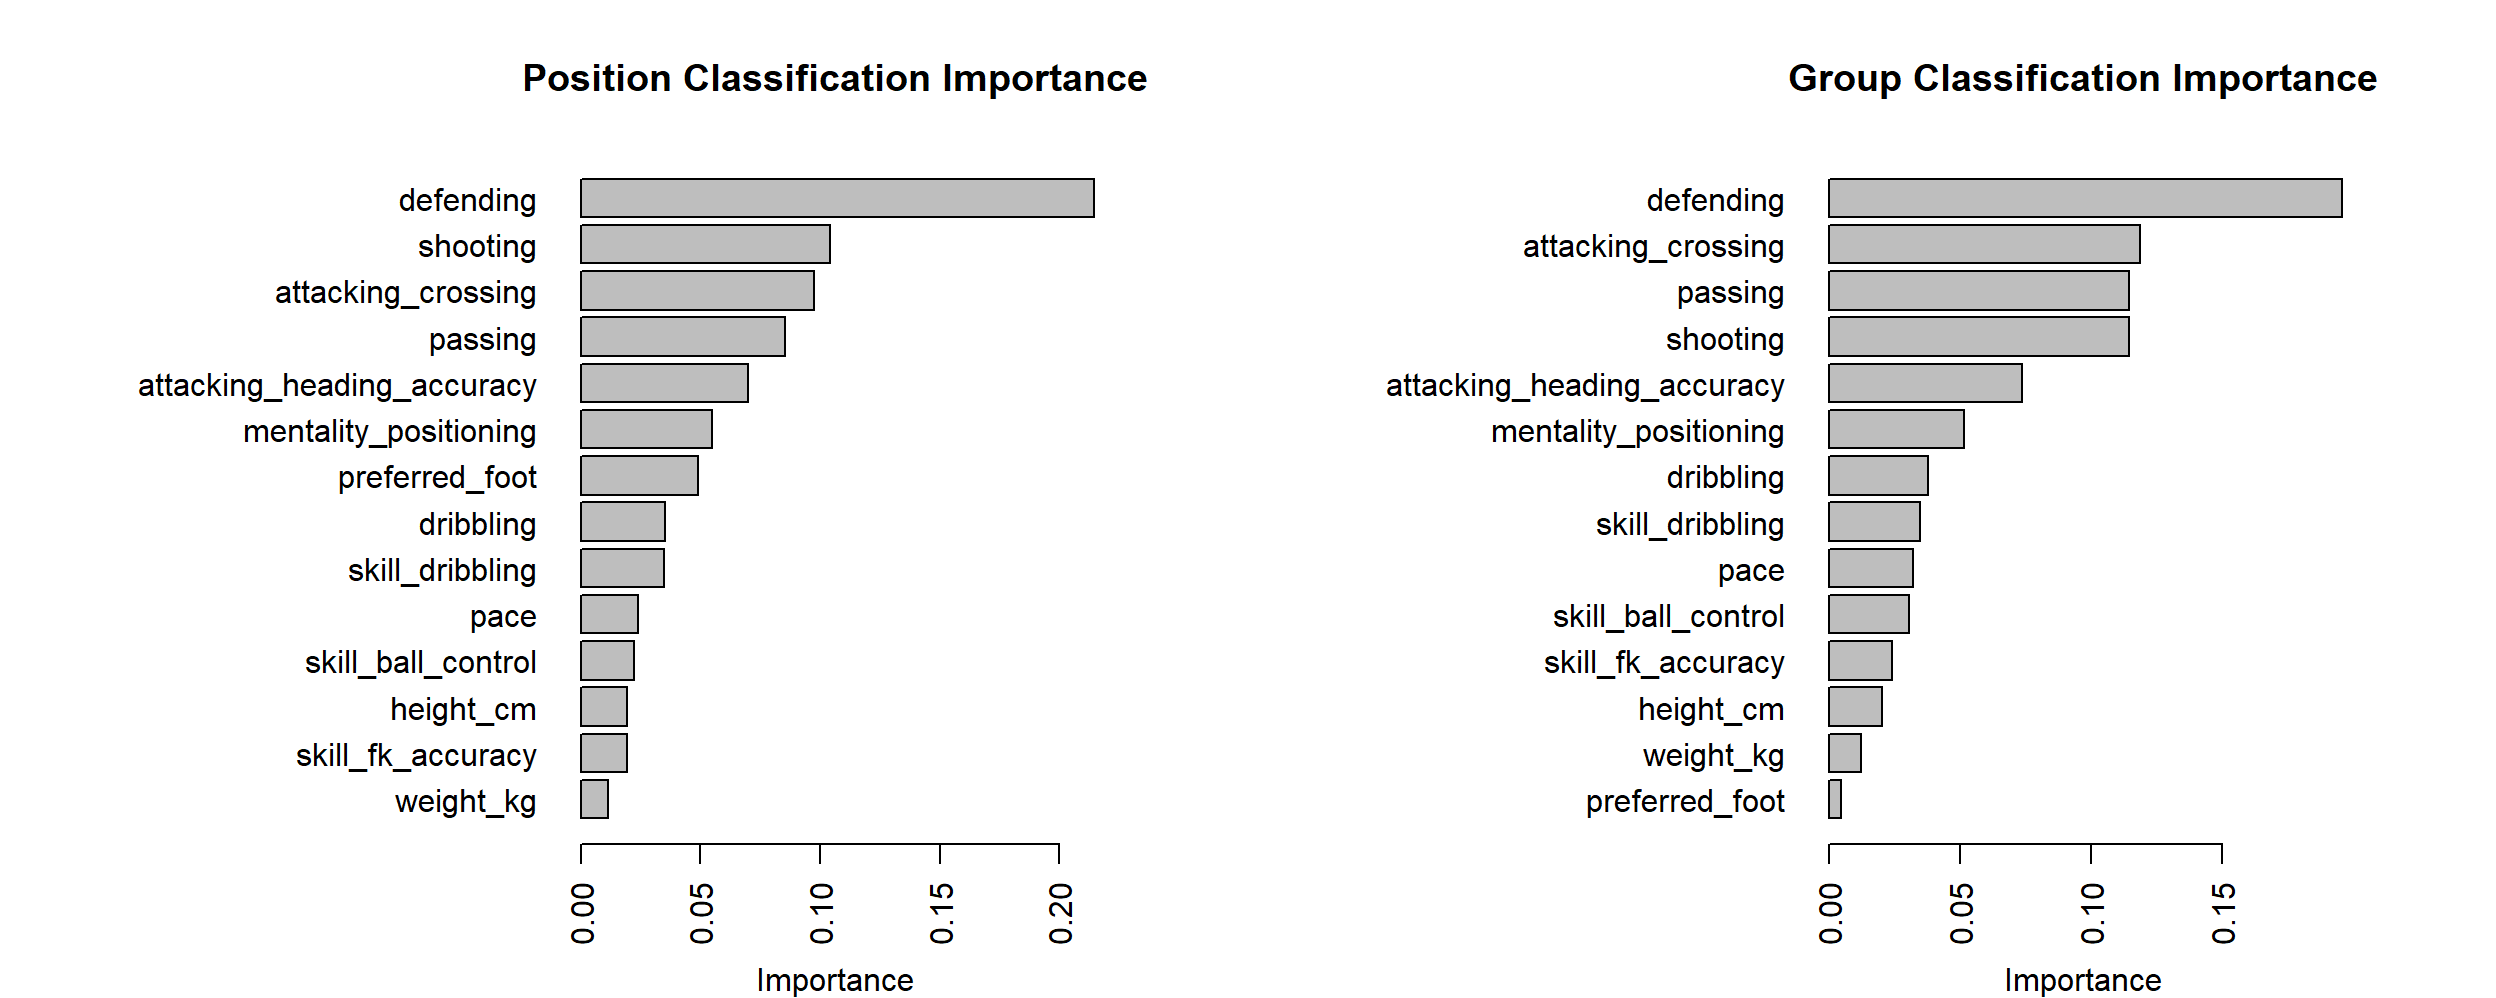 Position Classification Importance
defending
shooting
attacking_crossing
passing
attacking_heading_accuracy
mentality_positioning
preferred_foot
dribbling
skill_dribbling
pace
skill_ball_control
height_cm
skill_fk_accuracy
weight_kg
0.00
0.05
0.10
0.15
0.20
Importance
Group Classification Importance
defending
attacking_crossing
passing
shooting
attacking_heading_accuracy
mentality_positioning
dribbling
skill_dribbling
pace
skill_ball_control
skill_fk_accuracy
height_cm
weight_kg
preferred_foot
0.00
0.05
0.10
0.15
Importance